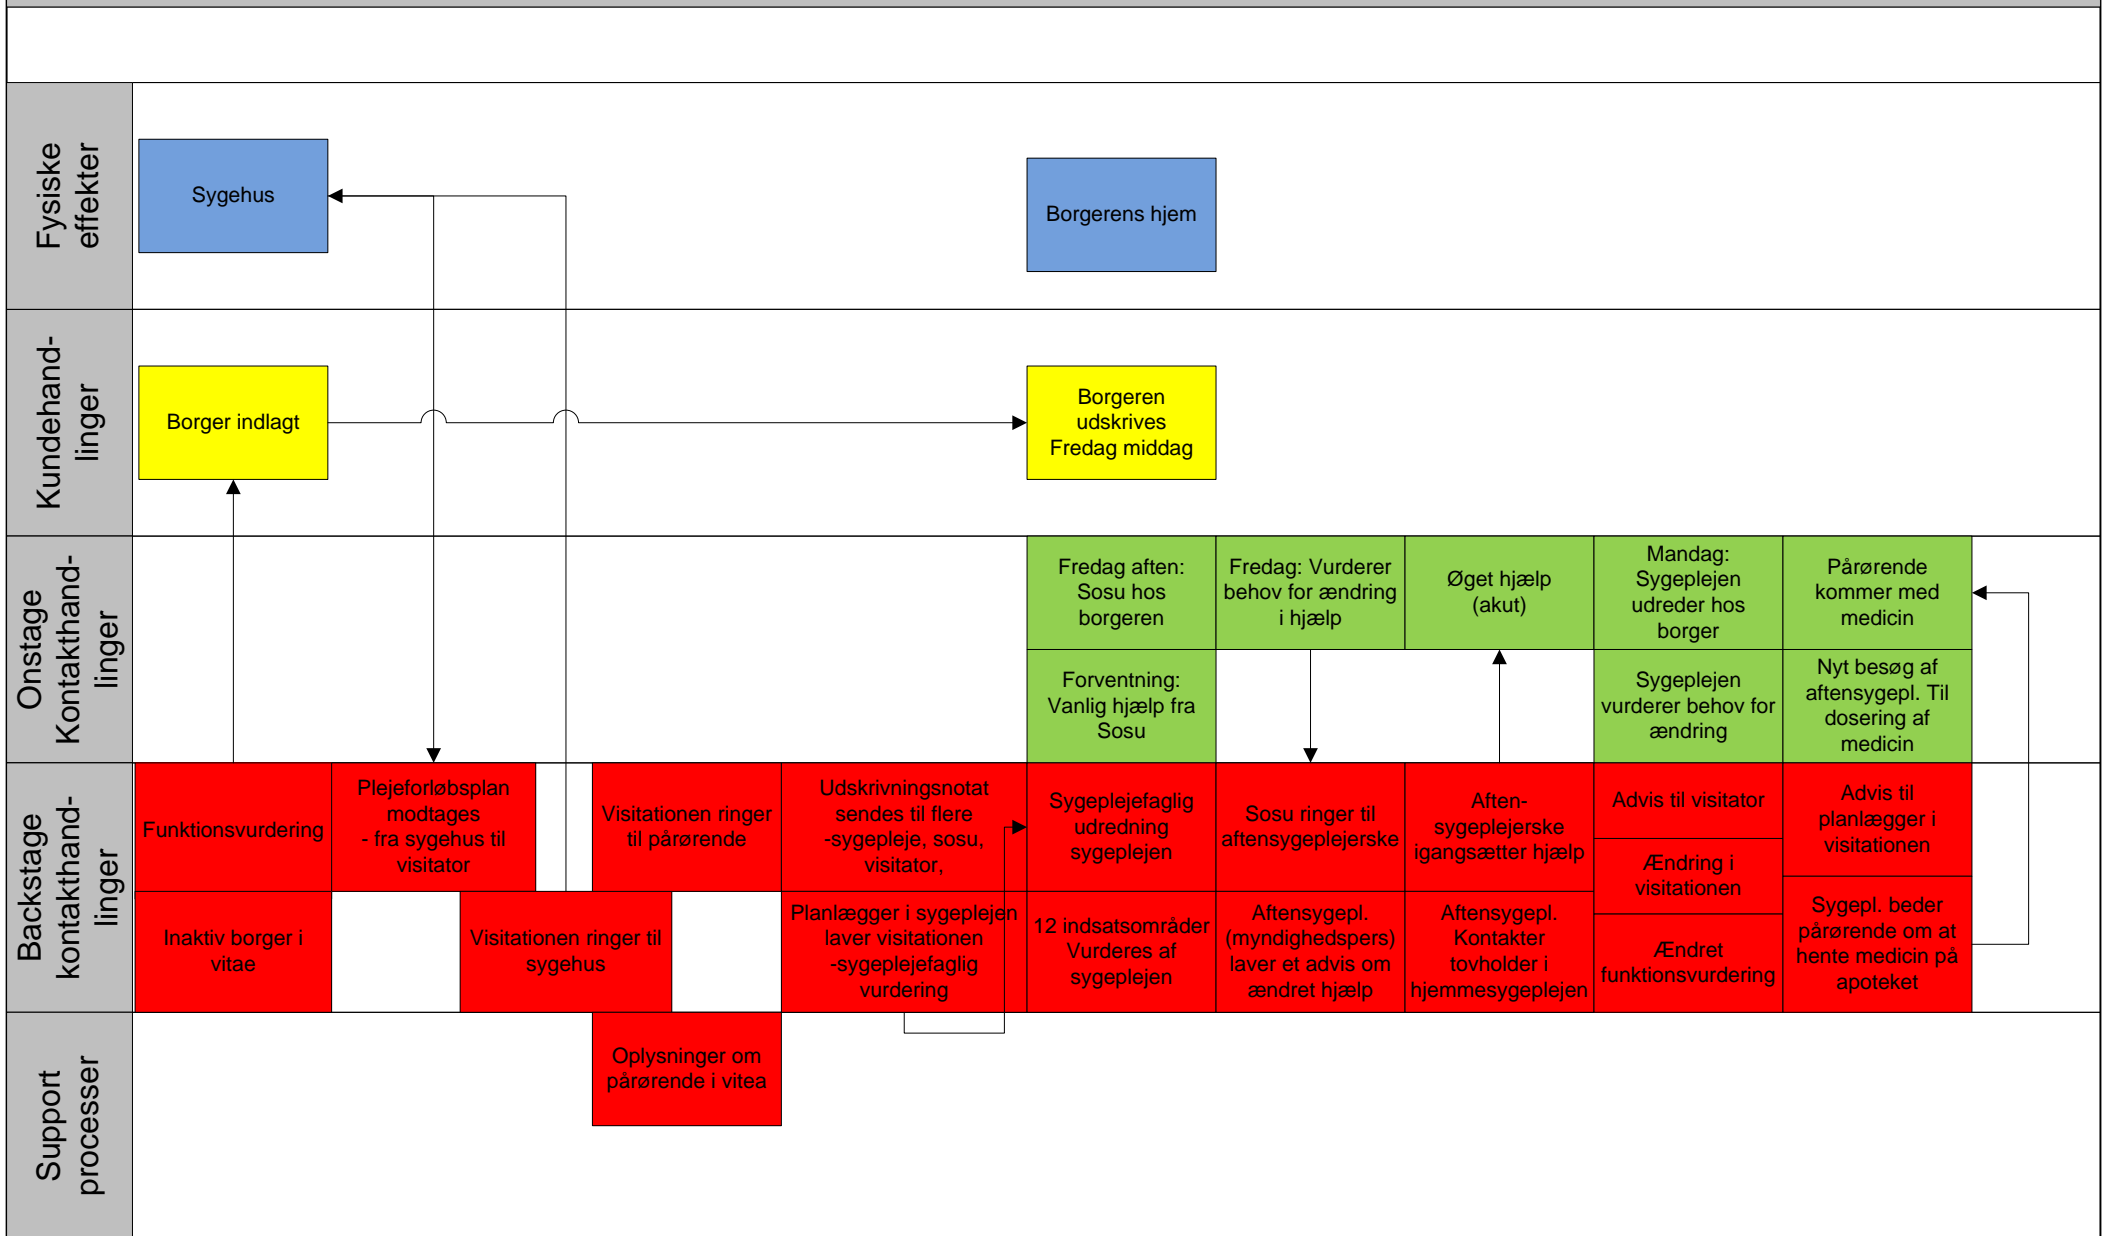 Fysiske
effekter
Sygehus
Borgerens hjem
Kundehand-
linger
Borger indlagt
Borgeren
udskrives
Fredag middag
Onstage
Kontakthand-
linger
Fredag aften:
Sosu hos
borgeren
Fredag: Vurderer
behov for ændring
i hjælp
Øget hjælp
(akut)
Mandag:
Sygeplejen
udreder hos
borger
Pårørende
kommer med
medicin
Forventning:
Vanlig hjælp fra
Sosu
Sygeplejen
vurderer behov for
ændring
Nyt besøg af
aftensygepl. Til
dosering af
medicin
Backstage
kontakthand-
linger
Funktionsvurdering
Plejeforløbsplan
modtages
- fra sygehus til
visitator
Visitationen ringer
til pårørende
Udskrivningsnotat
sendes til flere
-sygepleje, sosu,
visitator,
Sygeplejefaglig
udredning
sygeplejen
Sosu ringer til
aftensygeplejerske
Aften-
sygeplejerske
igangsætter hjælp
Advis til visitator
Ændring i
visitationen
Advis til
planlægger i
visitationen
Inaktiv borger i
vitae
Visitationen ringer til
sygehus
Planlægger i sygeplejen
laver visitationen
-sygeplejefaglig
vurdering
12 indsatsområder
Vurderes af
sygeplejen
Aftensygepl.
(myndighedspers)
laver et advis om
ændret hjælp
Aftensygepl.
Kontakter
tovholder i
hjemmesygeplejen
Ændret
funktionsvurdering
Sygepl. beder
pårørende om at
hente medicin på
apoteket
Support
processer
Oplysninger om
pårørende i vitea